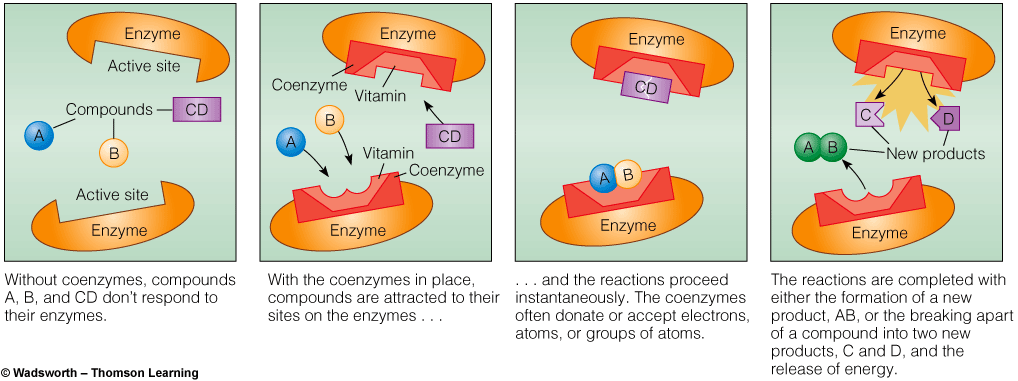 Enzyme
Active site
Compounds
CD
A
B
Active site
Enzyme
Without coenzymes, compounds
A, B, and CD don't respond to
their enzymes.
Enzyme
Coenzyme
Vitamin
B
A
CD
Vitamin
Coenzyme
Enzyme
With the coenzymes in place,
compounds are attracted to their
sites on the enzymes . . .
Enzyme
CD
A B
Enzyme
. . . and the reactions proceed
instantaneously. The coenzymes
often donate or accept electrons,
atoms, or groups of atoms.
Enzyme
C
D
A B
New products
Enzyme
The reactions are completed with
either the formation of a new
product, AB, or the breaking apart
of a compound into two new
products, C and D, and the
release of energy.
© Wadsworth – Thomson Learning